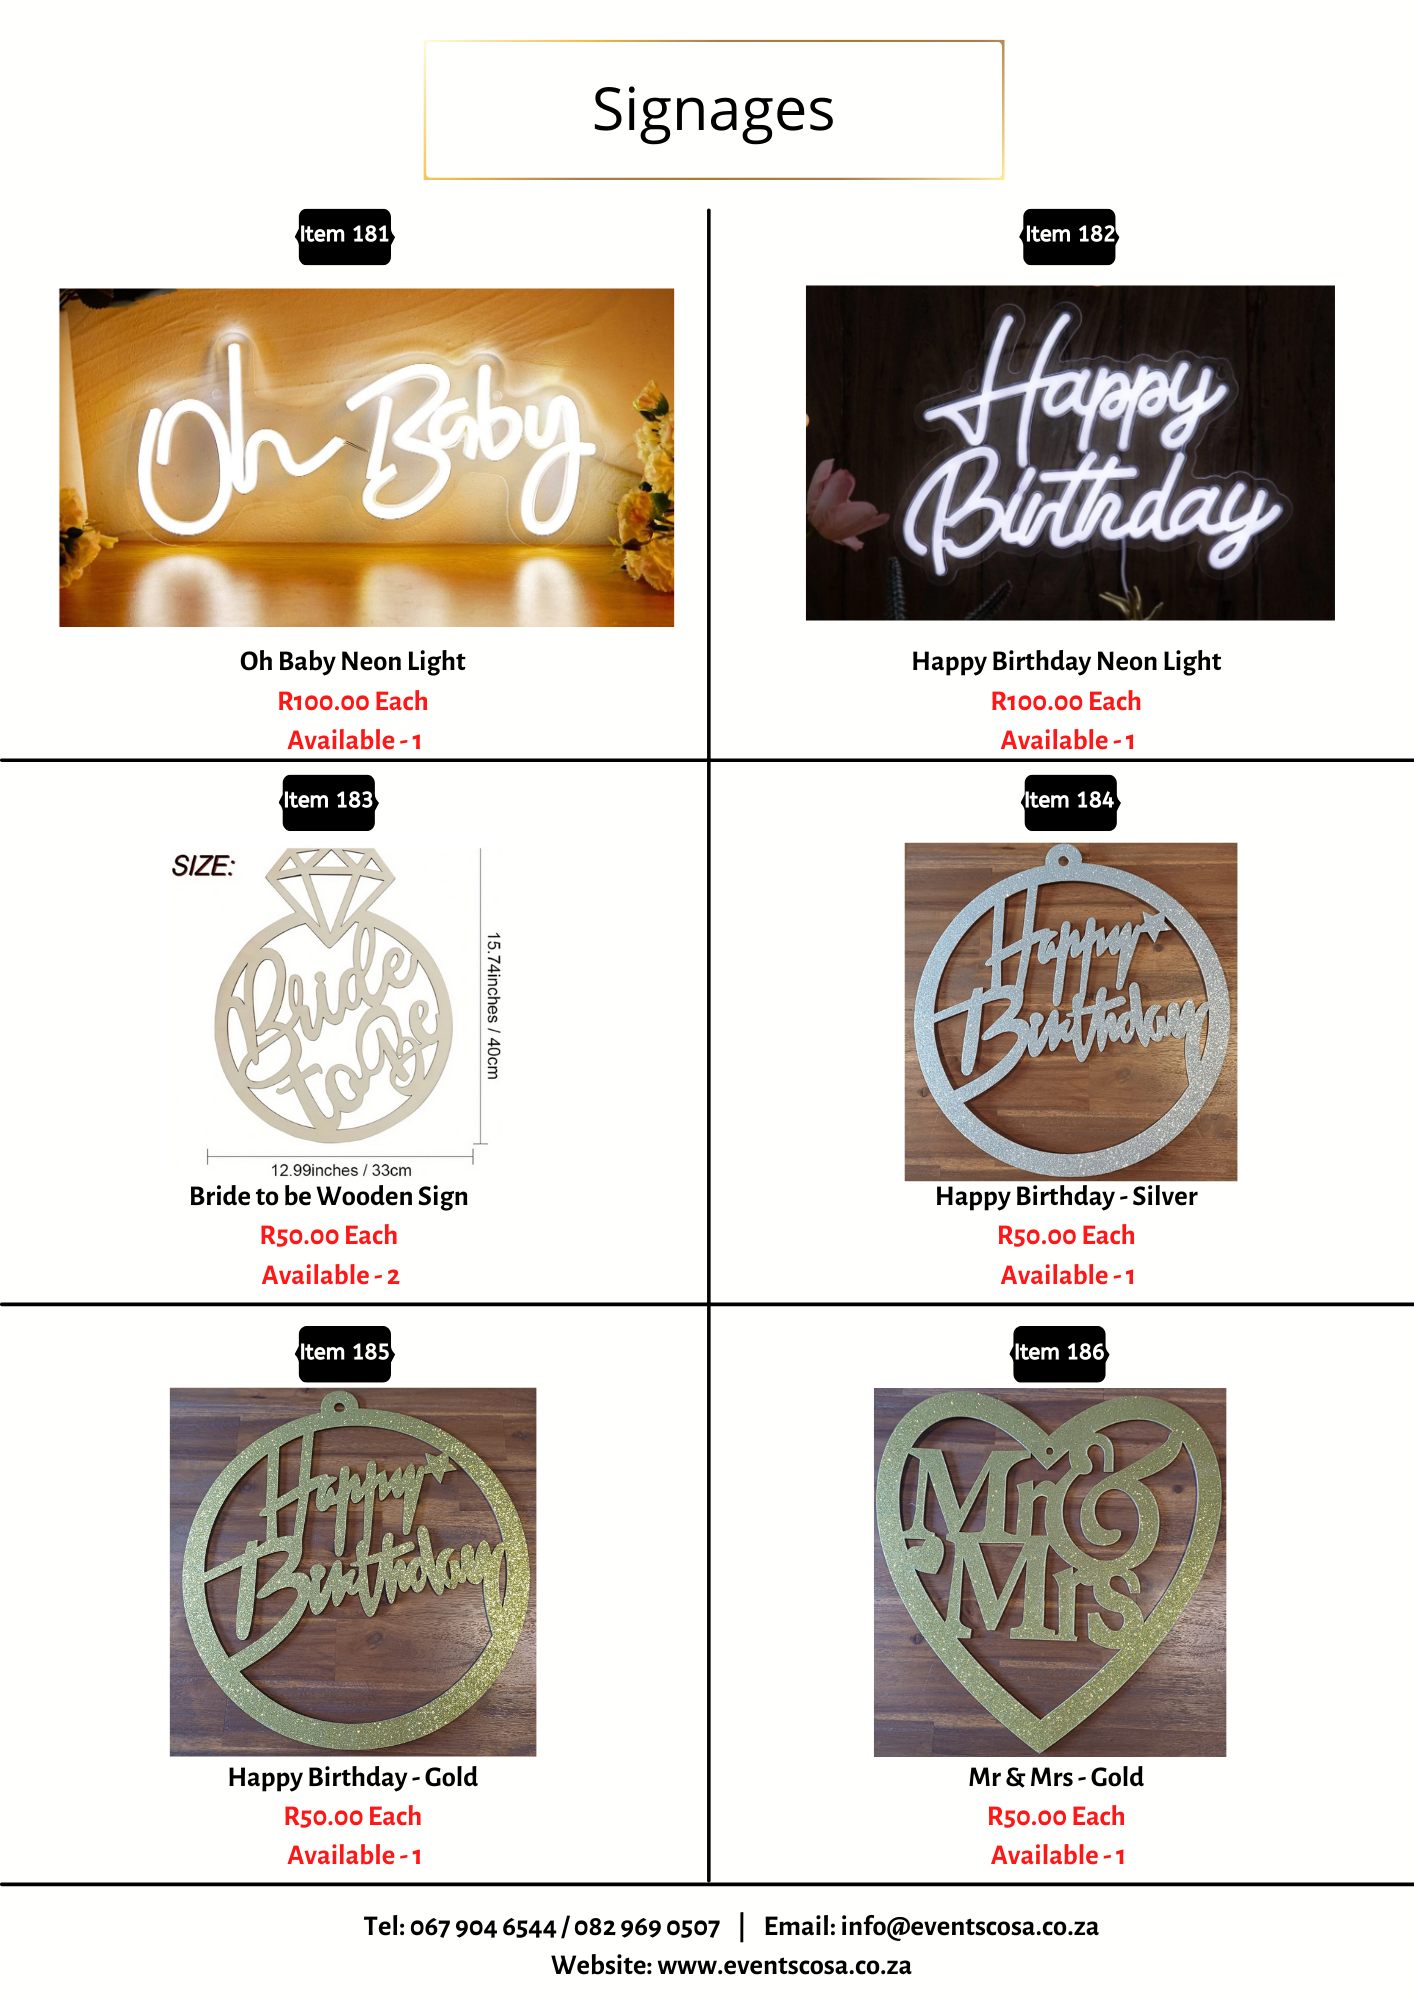 Signages
Item 181
Oh Baby
Oh Baby Neon Light
R100.00 Each
Available - 1
Item 182
Happy
Birthday
Happy Birthday Neon Light
R100.00 Each
Available - 1
Item 183
SIZE:
Bride
to Be
15.74inches / 40cm
12.99inches / 33cm
Bride to be Wooden Sign
R50.00 Each
Available - 2
Item 184
Happy
Birthday
Happy Birthday - Silver
R50.00 Each
Available - 1
Item 185
Happy
Birthday
Happy Birthday - Gold
R50.00 Each
Available - 1
Item 186
Mr &
Mrs
Mr & Mrs - Gold
R50.00 Each
Available - 1
Tel: 067 904 6544 / 082 969 0507 | Email: info@eventscosa.co.za
Website: www.eventscosa.co.za